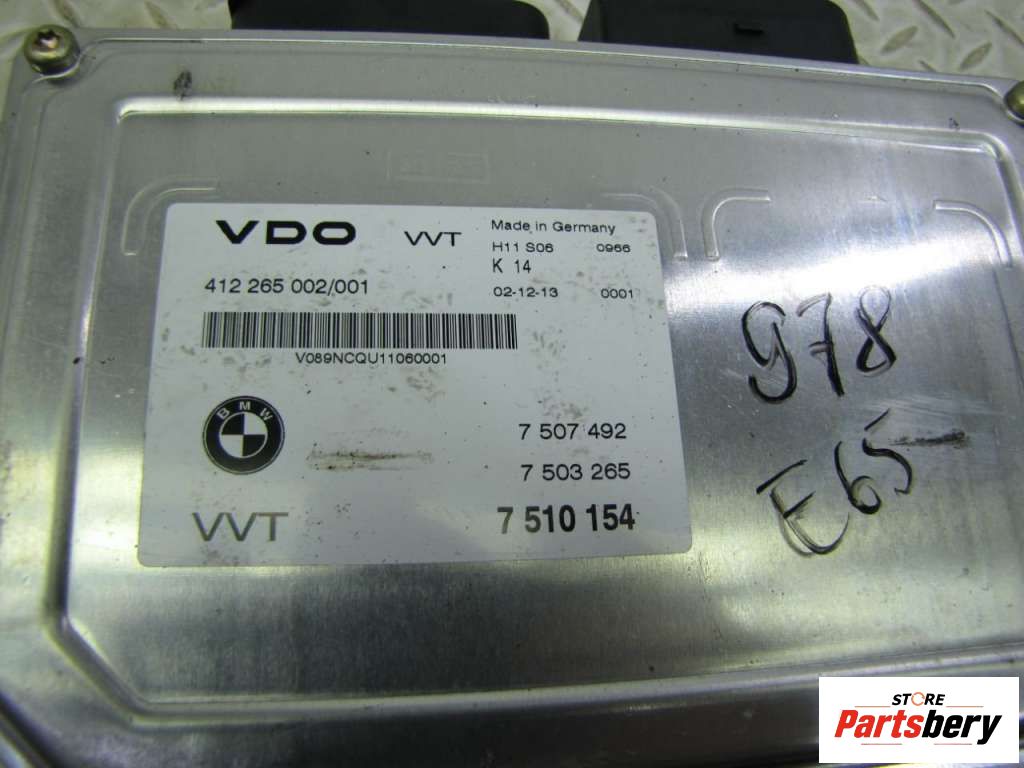 VDO VVT Made in Germany
H11 S06 0966
K 14
412 265 002/001 02-12-13 0001
V089NCQU11060001
BMW
7 507 492
7 503 265
VVT 7 510 154
978
E65
STORE
Partsbery